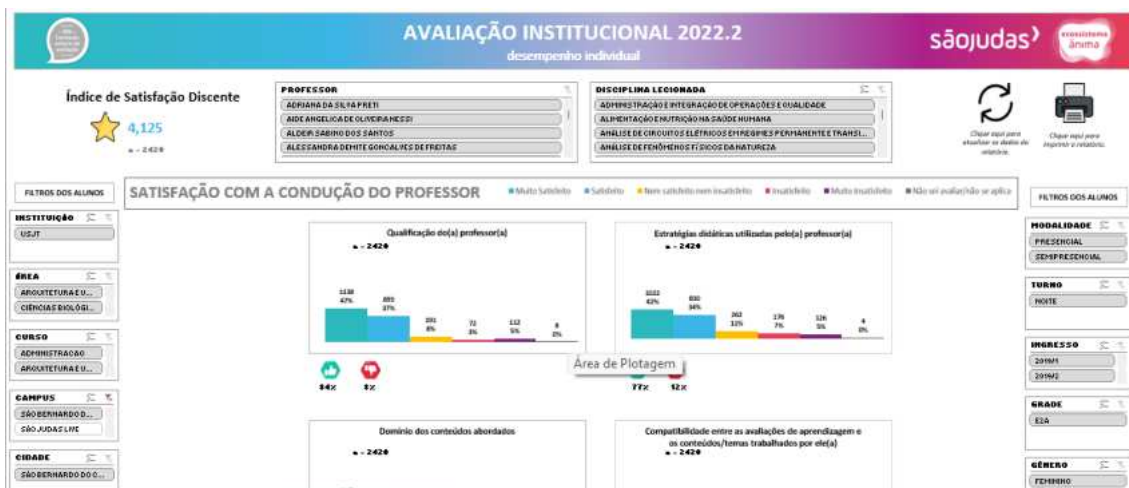 AVALIAÇÃO INSTITUCIONAL 2022.2
desempenho individual
sãojudas
ecossistema
ânima
Índice de Satisfação Discente
4,125
n = 2420
PROFESSOR
ADRIANA DA SILVA PRETI
AIDE ANGELICA DE OLIVEIRA NESSI
ALDEIR SABINO DOS SANTOS
ALESSANDRA DEMITE GONCALVES DE FREITAS
DISCIPLINA LECIONADA
ADMINISTRAÇÃO E INTEGRAÇÃO DE OPERAÇÕES E QUALIDADE
ALIMENTAÇÃO E NUTRIÇÃO NA SAÚDE HUMANA
ANÁLISE DE CIRCUITOS ELÉTRICOS EM REGIMES PERMANENTE E TRANSI...
ANÁLISE DE FENÔMENOS FÍSICOS DA NATUREZA
Clique aqui para
atualizar os dados do
relatório.
Clique aqui para
imprimir o relatório.
FILTROS DOS ALUNOS
SATISFAÇÃO COM A CONDUÇÃO DO PROFESSOR
Muito Satisfeito Satisfeito Nem satisfeito nem insatisfeito Insatisfeito Muito Insatisfeito Não sei avaliar/não se aplica
FILTROS DOS ALUNOS
INSTITUIÇÃO
USJT
ÁREA
ARQUITETURA E U...
CIÊNCIAS BIOLÓGI...
CURSO
ADMINISTRACAO
ARQUITETURA E U...
CAMPUS
SÃO BERNARDO D...
SÃO JUDAS LIVE
CIDADE
SÃO BERNARDO DO C...
Qualificação do(a) professor(a)
n = 2420
1138
47%
37%
8%
72
3%
112
5%
8
0%
84%
8%
Estratégias didáticas utilizadas pelo(a) professor(a)
n = 2420
42%
34%
262
11%
7%
126
5%
4
0%
Área de Plotagem
77%
12%
Domínio dos conteúdos abordados
n = 2420
Compatibilidade entre as avaliações de aprendizagem e
os conteúdos/temas trabalhados por ele(a)
n = 2420
MODALIDADE
PRESENCIAL
SEMIPRESENCIAL
TURNO
NOITE
INGRESSO
2019/1
2019/2
GRADE
E2A
GÊNERO
FEMININO